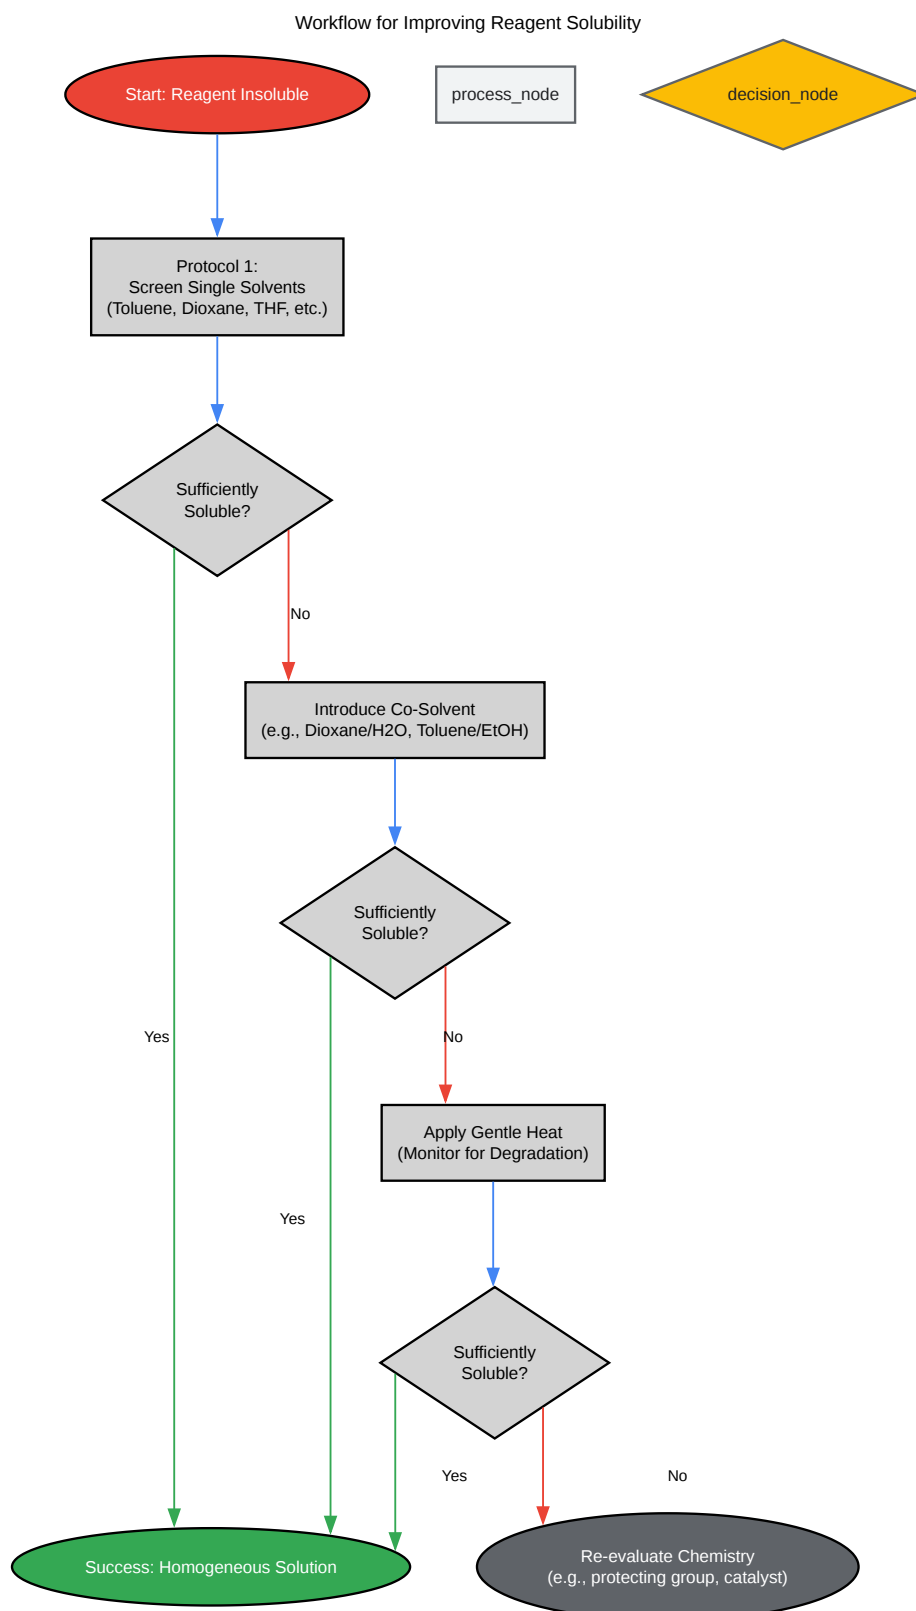 Workflow for Improving Reagent Solubility
Start: Reagent Insoluble
process_node
decision_node
Protocol 1:
Screen Single Solvents
(Toluene, Dioxane, THF, etc.)
Sufficiently
Soluble?
No
Introduce Co-Solvent
(e.g., Dioxane/H2O, Toluene/EtOH)
Sufficiently
Soluble?
Yes
No
Apply Gentle Heat
(Monitor for Degradation)
Yes
Sufficiently
Soluble?
Yes
No
Success: Homogeneous Solution
Re-evaluate Chemistry
(e.g., protecting group, catalyst)